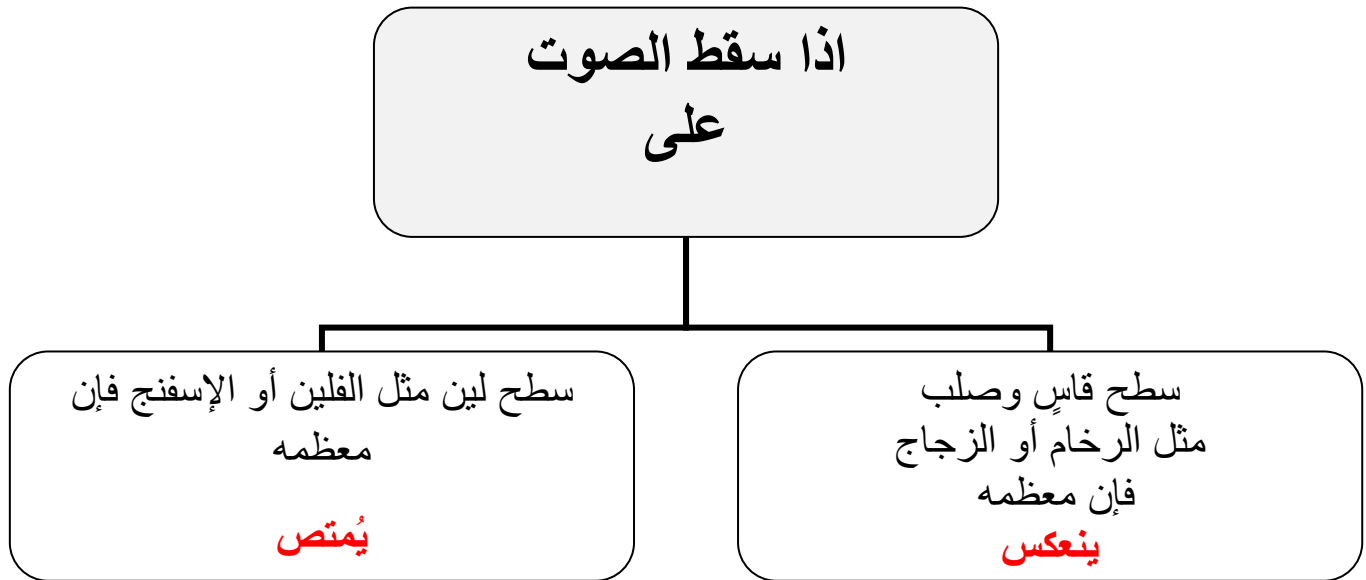 اذا سقط الصوت
على
سطح قاسٍ وصلب
مثل الرخام أو الزجاج
فإن معظمه
ينعكس
سطح لين مثل الفلين أو الإسفنج فإن
معظمه
يُمتص